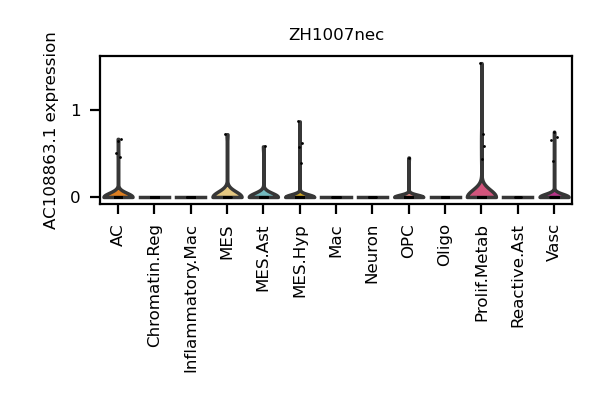 ZH1007nec
AC108863.1 expression
1
0
AC
Chromatin.Reg
Inflammatory.Mac
MES
MES.Ast
MES.Hyp
Mac
Neuron
OPC
Oligo
Prolif.Metab
Reactive.Ast
Vasc